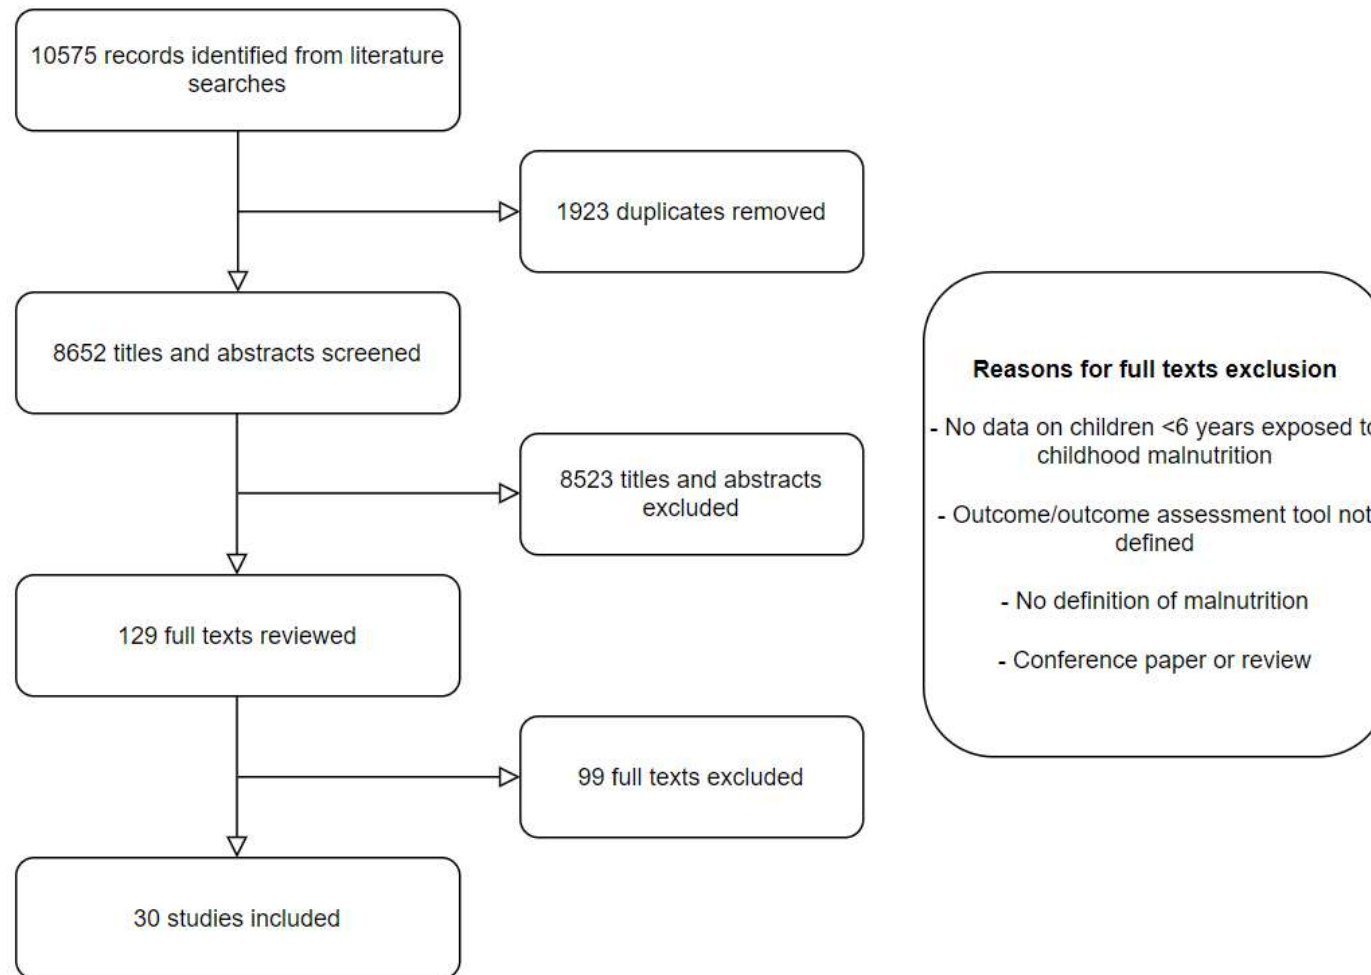 10575 records identified from literature
searches
1923 duplicates removed
8652 titles and abstracts screened
8523 titles and abstracts
excluded
129 full texts reviewed
99 full texts excluded
30 studies included
Reasons for full texts exclusion
- No data on children <6 years exposed to
childhood malnutrition
- Outcome/outcome assessment tool not
defined
- No definition of malnutrition
- Conference paper or review